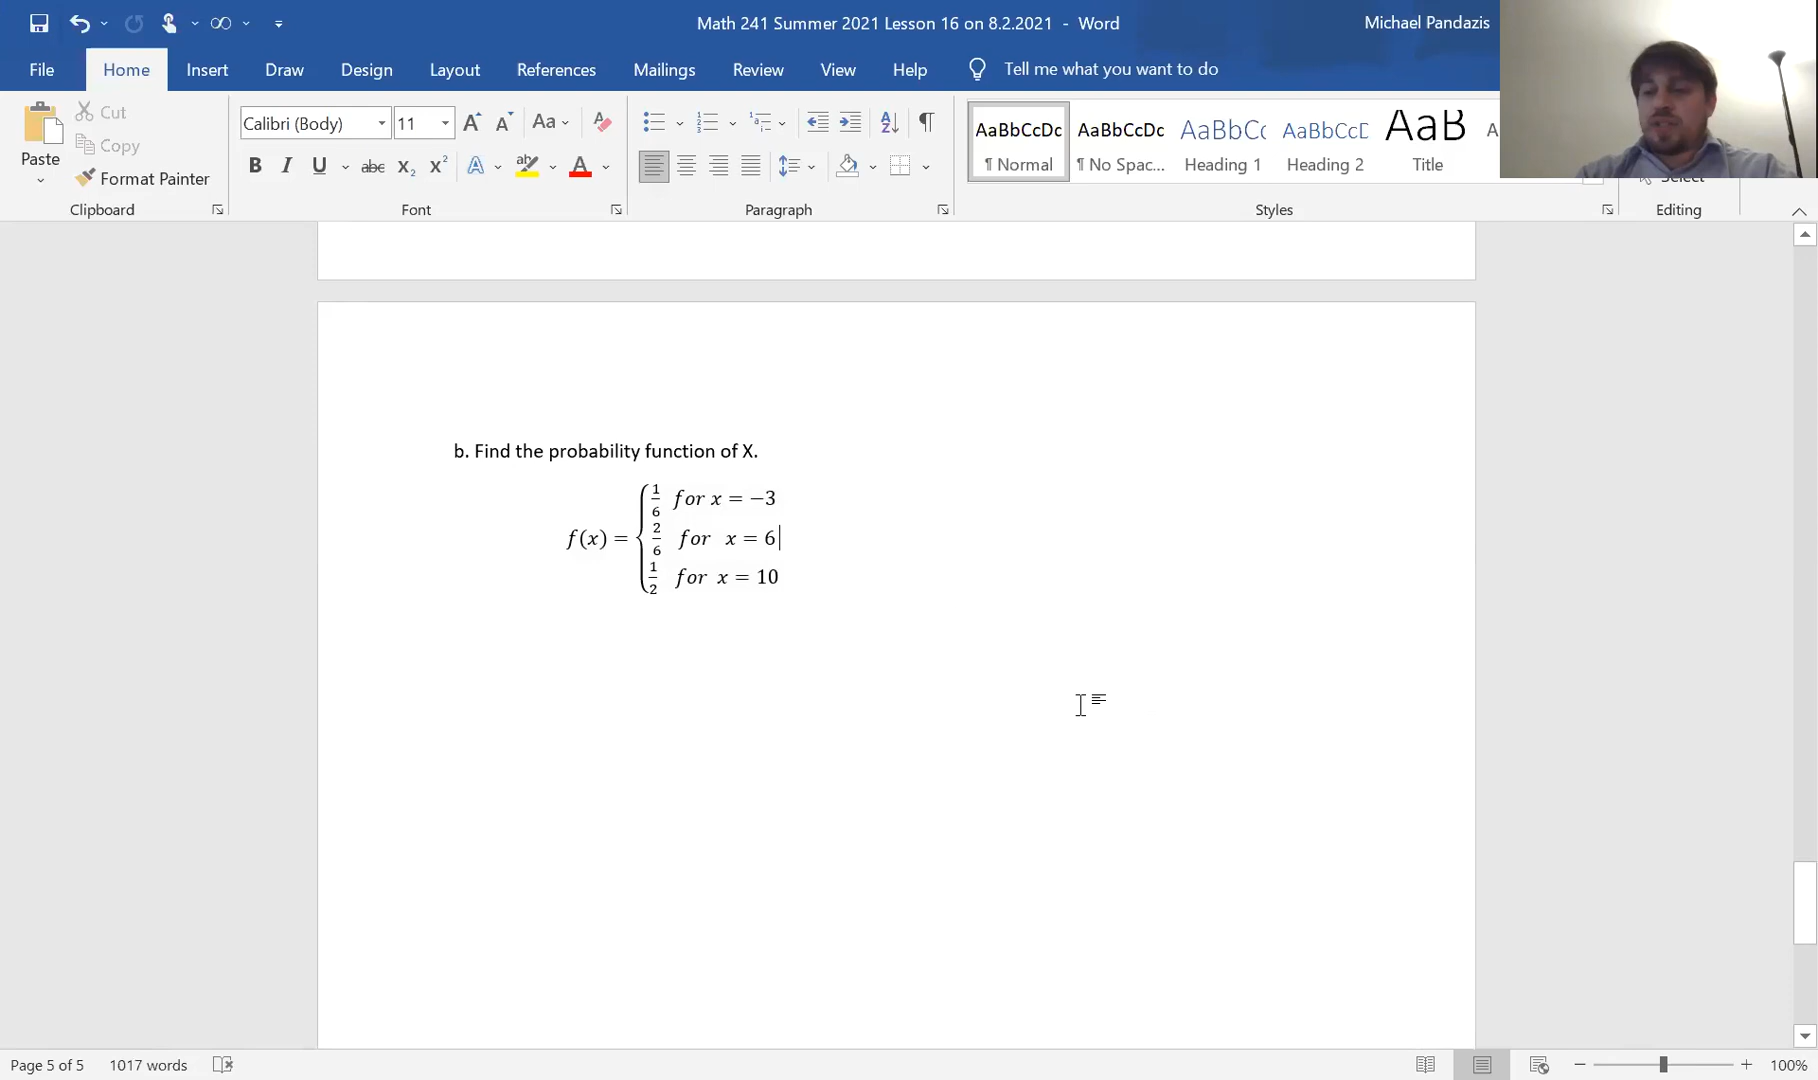 Math 241 Summer 2021 Lesson 16 on 8.2.2021 - Word
Michael Pandazis
File Home Insert Draw Design Layout References Mailings Review View Help Tell me what you want to do
Paste
Cut
Copy
Format Painter
Clipboard
Calibri (Body) 11
Font
Paragraph
AaBbCcDc AaBbCcDc AaBbCc AaBbCcD AaB
¶ Normal ¶ No Spac... Heading 1 Heading 2 Title
Styles
Editing
b. Find the probability function of X.
1/6 for x = −3
f(x) = { 2/6 for x = 6
1/2 for x = 10
Page 5 of 5 1017 words
100%